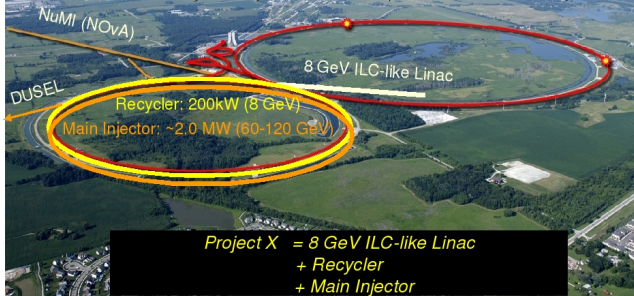 NuMI (NOvA)
8 GeV ILC-like Linac
DUSEL
Recycler: 200kW (8 GeV)
Main Injector: ~2.0 MW (60-120 GeV)
Project X = 8 GeV ILC-like Linac
+ Recycler
+ Main Injector